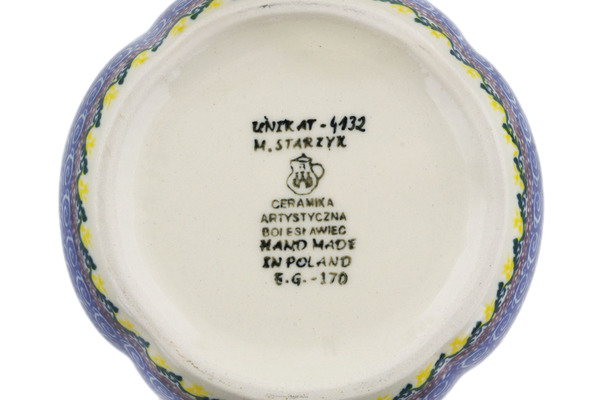 UNIKAT - 4132
M. STARZYK
CERAMIKA
ARTYSTYCZNA
BOLESŁAWIEC
HAND MADE
IN POLAND
E.G. -170